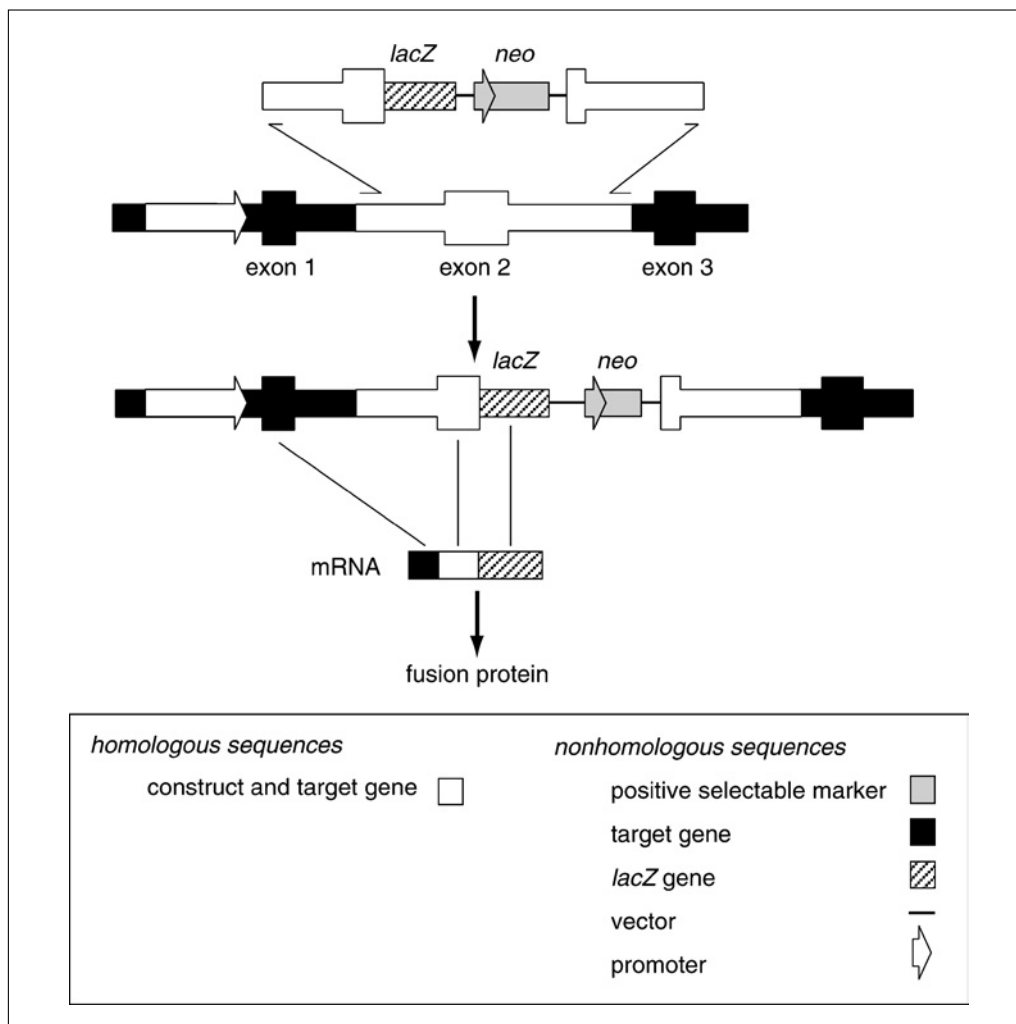 lacZ neo
exon 1 exon 2 exon 3
lacZ neo
mRNA
fusion protein
homologous sequences
construct and target gene
nonhomologous sequences
positive selectable marker
target gene
lacZ gene
vector
promoter